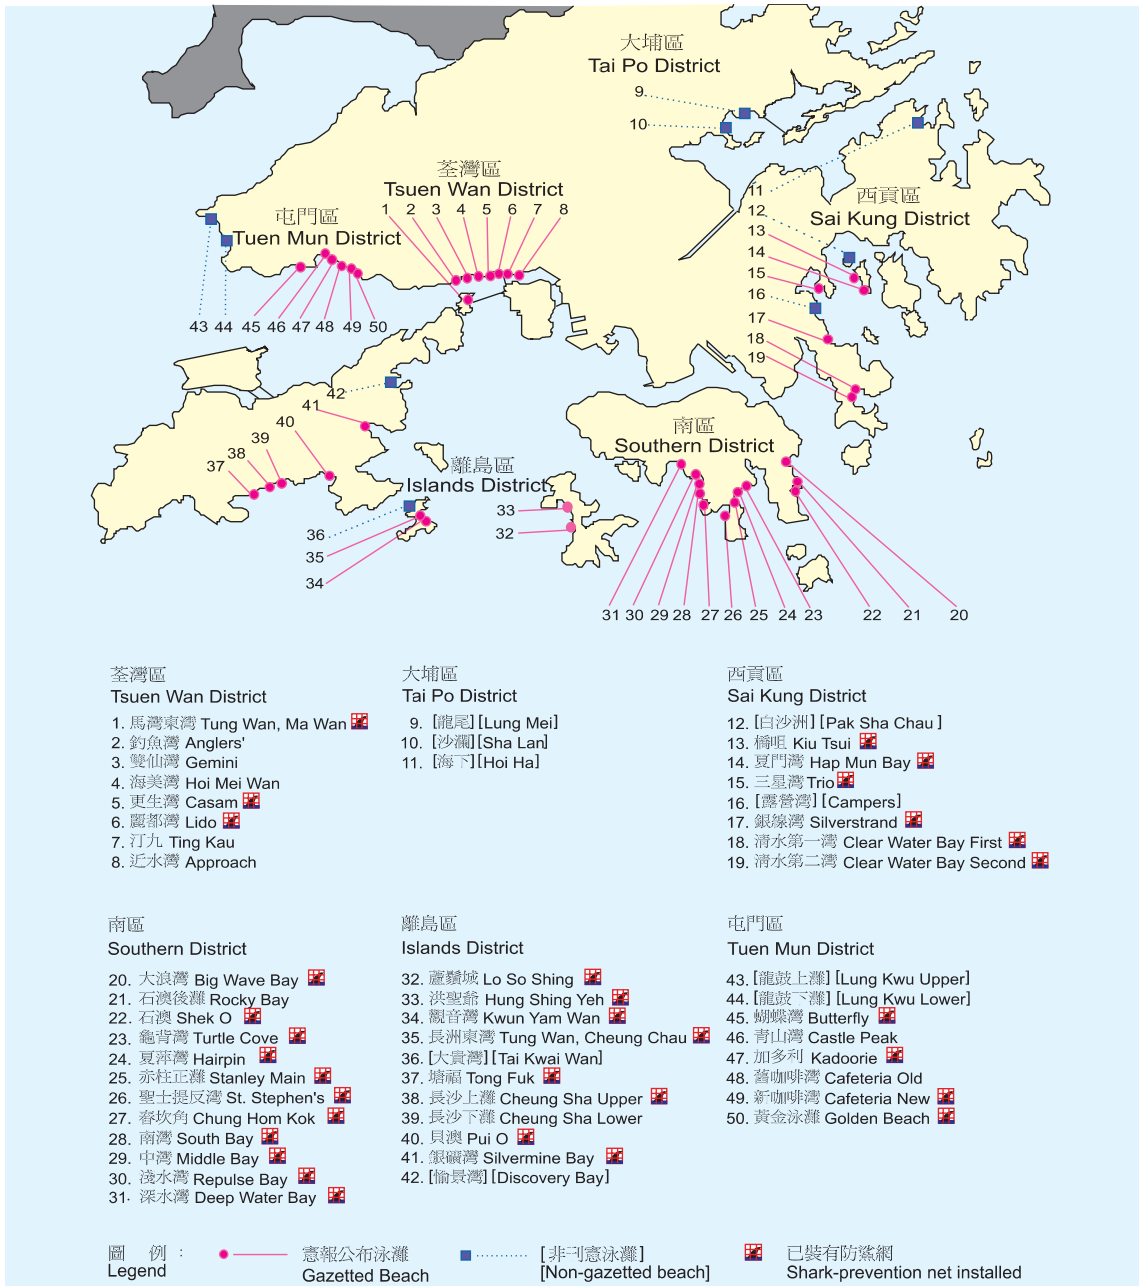 大埔區
Tai Po District
9
10
荃灣區
Tsuen Wan District
1 2 3 4 5 6 7 8
11
西貢區
Sai Kung District
12
13
14
15
16
17
18
19
屯門區
Tuen Mun District
43 44 45 46 47 48 49 50
42
41
40
39
38
37
南區
Southern District
離島區
Islands District
33
32
36
35
34
31 30 29 28 27 26 25 24 23 22 21 20
荃灣區
Tsuen Wan District
1. 馬灣東灣 Tung Wan, Ma Wan
2. 釣魚灣 Anglers'
3. 雙仙灣 Gemini
4. 海美灣 Hoi Mei Wan
5. 更生灣 Casam
6. 麗都灣 Lido
7. 汀九 Ting Kau
8. 近水灣 Approach
大埔區
Tai Po District
9. [龍尾] [Lung Mei]
10. [沙瀾] [Sha Lan]
11. [海下] [Hoi Ha]
西貢區
Sai Kung District
12. [白沙洲] [Pak Sha Chau ]
13. 橋咀 Kiu Tsui
14. 夏門灣 Hap Mun Bay
15. 三星灣 Trio
16. [露營灣] [Campers]
17. 銀線灣 Silverstrand
18. 清水第一灣 Clear Water Bay First
19. 清水第二灣 Clear Water Bay Second
南區
Southern District
20. 大浪灣 Big Wave Bay
21. 石澳後灘 Rocky Bay
22. 石澳 Shek O
23. 龜背灣 Turtle Cove
24. 夏萍灣 Hairpin
25. 赤柱正灘 Stanley Main
26. 聖士提反灣 St. Stephen's
27. 舂坎角 Chung Hom Kok
28. 南灣 South Bay
29. 中灣 Middle Bay
30. 淺水灣 Repulse Bay
31. 深水灣 Deep Water Bay
離島區
Islands District
32. 蘆鬚城 Lo So Shing
33. 洪聖爺 Hung Shing Yeh
34. 觀音灣 Kwun Yam Wan
35. 長洲東灣 Tung Wan, Cheung Chau
36. [大貴灣] [Tai Kwai Wan]
37. 塘福 Tong Fuk
38. 長沙上灘 Cheung Sha Upper
39. 長沙下灘 Cheung Sha Lower
40. 貝澳 Pui O
41. 銀礦灣 Silvermine Bay
42. [愉景灣] [Discovery Bay]
屯門區
Tuen Mun District
43. [龍鼓上灘] [Lung Kwu Upper]
44. [龍鼓下灘] [Lung Kwu Lower]
45. 蝴蝶灣 Butterfly
46. 青山灣 Castle Peak
47. 加多利 Kadoorie
48. 舊咖啡灣 Cafeteria Old
49. 新咖啡灣 Cafeteria New
50. 黃金泳灘 Golden Beach
圖 例 :
Legend
憲報公布泳灘
Gazetted Beach
[非刊憲泳灘]
[Non-gazetted beach]
已裝有防鯊網
Shark-prevention net installed